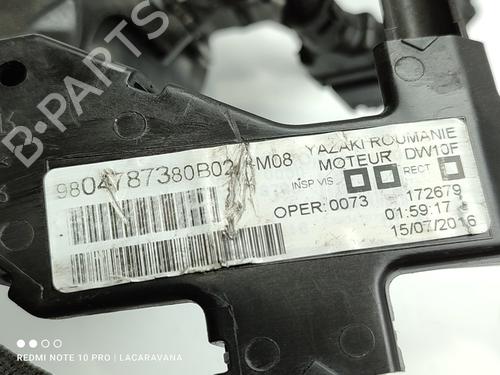 B-PARTS
9804787380B02 M08
YAZAKI ROUMANIE
MOTEUR DW10F
INSP VIS RECT
OPER:0073 172679
01:59:17
15/07/2016
REDMI NOTE 10 PRO | LACARAVANA